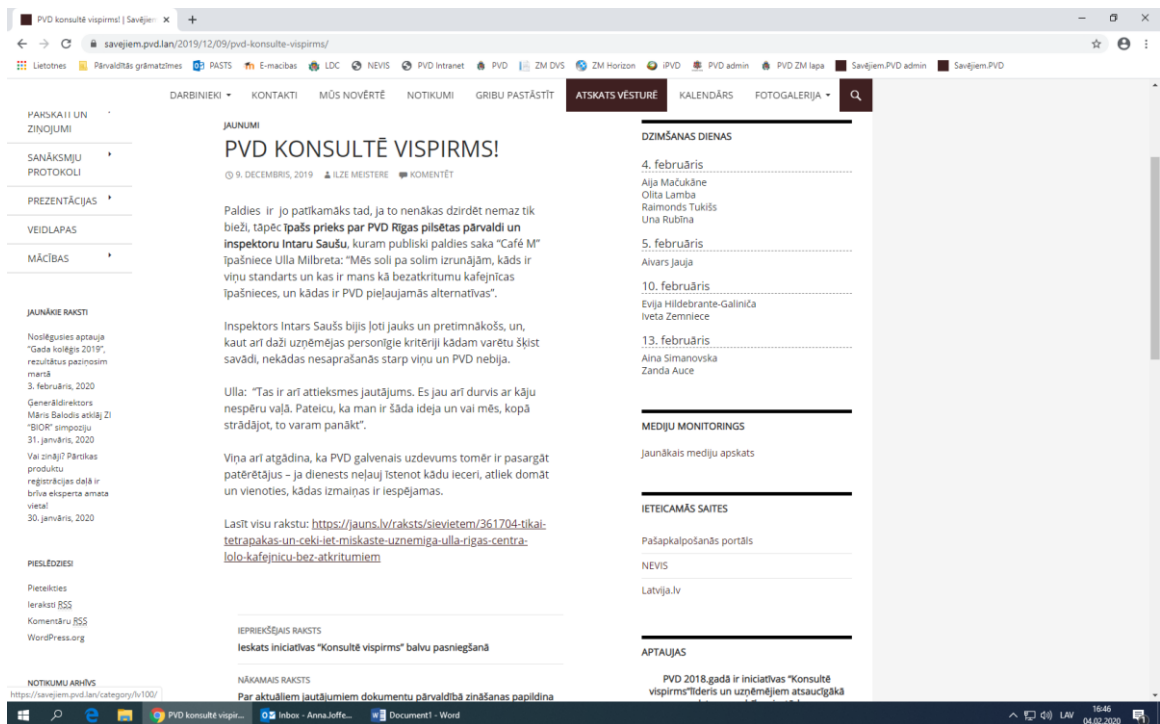 PVD konsultē vispirms! | Savējiem
savejiem.pvd.lan/2019/12/09/pvd-konsulte-vispirms/
Lietotnes Pārvaldītās grāmatzīmes PASTS E-macibas LDC NEVIS PVD Intranet PVD ZM DVS ZM Horizon iPVD PVD admin PVD ZM lapa Savējiem.PVD admin Savējiem.PVD
DARBINIEKI KONTAKTI MŪS NOVĒRTĒ NOTIKUMI GRIBU PASTĀSTĪT ATSKATS VĒSTURĒ KALENDĀRS FOTOGALERIJA
PĀRSKATI UN
ZIŅOJUMI
SANĀKSMJU
PROTOKOLI
PREZENTĀCIJAS
VEIDLAPAS
MĀCĪBAS
JAUNĀKIE RAKSTI
Noslēgusies aptauja
"Gada kolēģis 2019",
rezultātus paziņosim
martā
3. februāris, 2020
Ģenerāldirektors
Māris Balodis atklāj ZI
"BIOR" simpoziju
31. janvāris, 2020
Vai zināji? Pārtikas
produktu
reģistrācijas daļā ir
brīva eksperta amata
vieta!
30. janvāris, 2020
PIESLĒDZIES!
Pieteikties
Ieraksti RSS
Komentāru RSS
WordPress.org
NOTIKUMU ARHĪVS
https://savejiem.pvd.lan/category/lv100/
JAUNUMI
PVD KONSULTĒ VISPIRMS!
9. DECEMBRIS, 2019 ILZE MEISTERE KOMENTĒT
Paldies ir jo patīkamāks tad, ja to nenākas dzirdēt nemaz tik
bieži, tāpēc īpašs prieks par PVD Rīgas pilsētas pārvaldi un
inspektoru Intaru Saušu, kuram publiski paldies saka "Café M"
īpašniece Ulla Milbreta: "Mēs soli pa solim izrunājām, kāds ir
viņu standarts un kas ir mans kā bezatkritumu kafejnīcas
īpašnieces, un kādas ir PVD pieļaujamās alternatīvas".
Inspektors Intars Saušs bijis ļoti jauks un pretimnākošs, un,
kaut arī daži uzņēmējas personīgie kritēriji kādam varētu šķist
savādi, nekādas nesaprašanās starp viņu un PVD nebija.
Ulla: "Tas ir arī attieksmes jautājums. Es jau arī durvis ar kāju
nespēru vaļā. Pateicu, ka man ir šāda ideja un vai mēs, kopā
strādājot, to varam panākt".
Viņa arī atgādina, ka PVD galvenais uzdevums tomēr ir pasargāt
patērētājus – ja dienests neļauj īstenot kādu ieceri, atliek domāt
un vienoties, kādas izmaiņas ir iespējamas.
Lasīt visu rakstu: https://jauns.lv/raksts/sievietem/361704-tikai-
tetrapakas-un-ceki-iet-miskaste-uznemiga-ulla-rigas-centra-
lolo-kafejnicu-bez-atkritumiem
IEPRIEKŠĒJAIS RAKSTS
Ieskats iniciatīvas "Konsultē vispirms" balvu pasniegšanā
NĀKAMAIS RAKSTS
Par aktuāliem jautājumiem dokumentu pārvaldībā zināšanas papildina
DZIMŠANAS DIENAS
4. februāris
Aija Mačukāne
Olita Lamba
Raimonds Tukišs
Una Rubīna
5. februāris
Aivars Jauja
10. februāris
Evija Hildebrante-Galiniča
Iveta Zemniece
13. februāris
Aina Simanovska
Zanda Auce
MEDIJU MONITORINGS
Jaunākais mediju apskats
IETEICAMĀS SAITES
Pašapkalpošanās portāls
NEVIS
Latvija.lv
APTAUJAS
PVD 2018.gadā ir iniciatīvas "Konsultē
vispirms"līderis un uzņēmējiem atsaucīgākā
PVD konsultē vispir... Inbox - AnnaJoffe... Document1 - Word LAV 16:46
04.02.2020